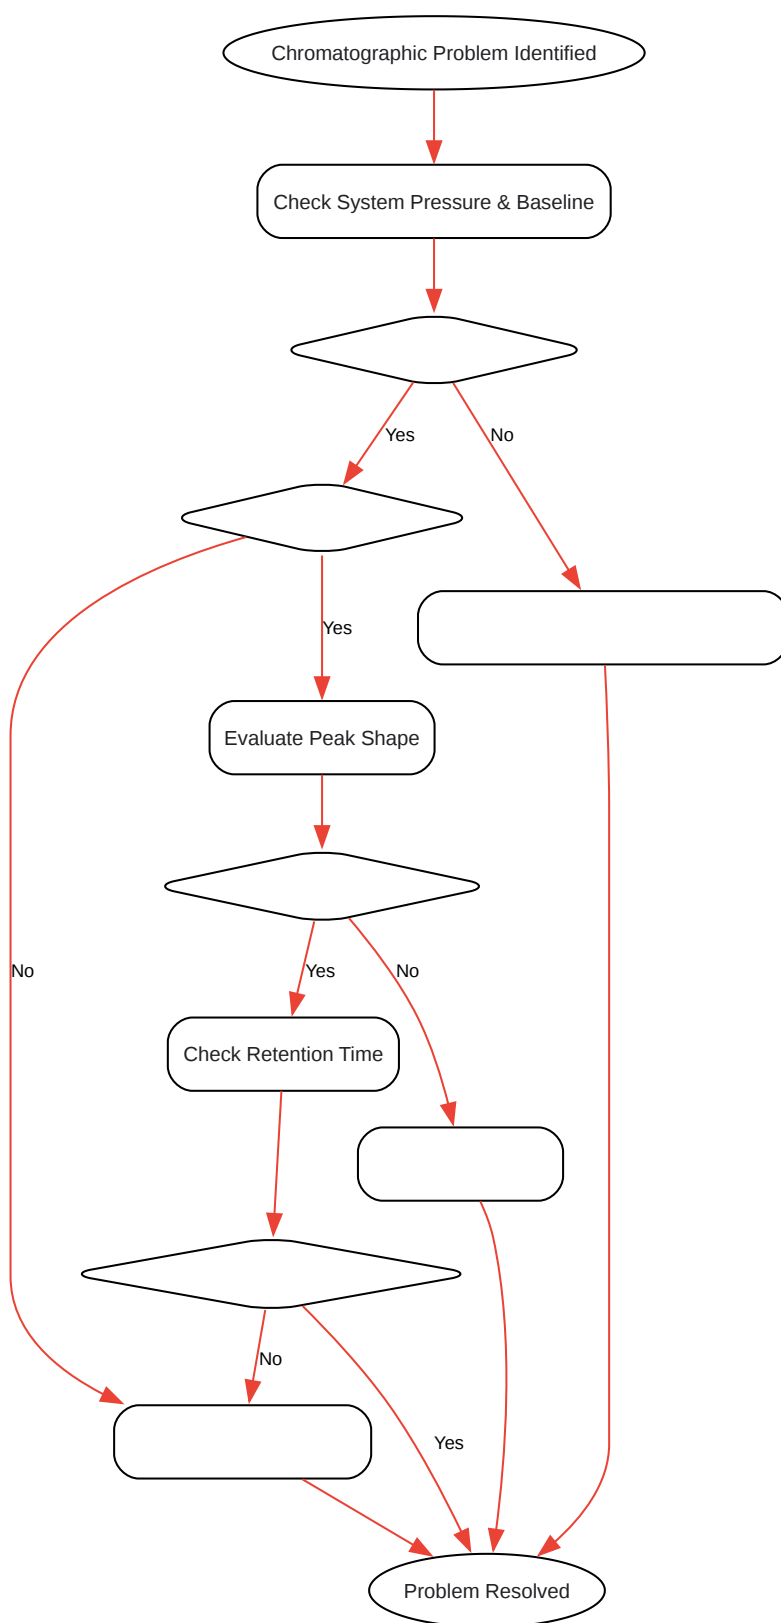 Chromatographic Problem Identified
Check System Pressure & Baseline
Yes
No
Yes
Evaluate Peak Shape
No
Yes
No
Check Retention Time
No
Yes
Problem Resolved